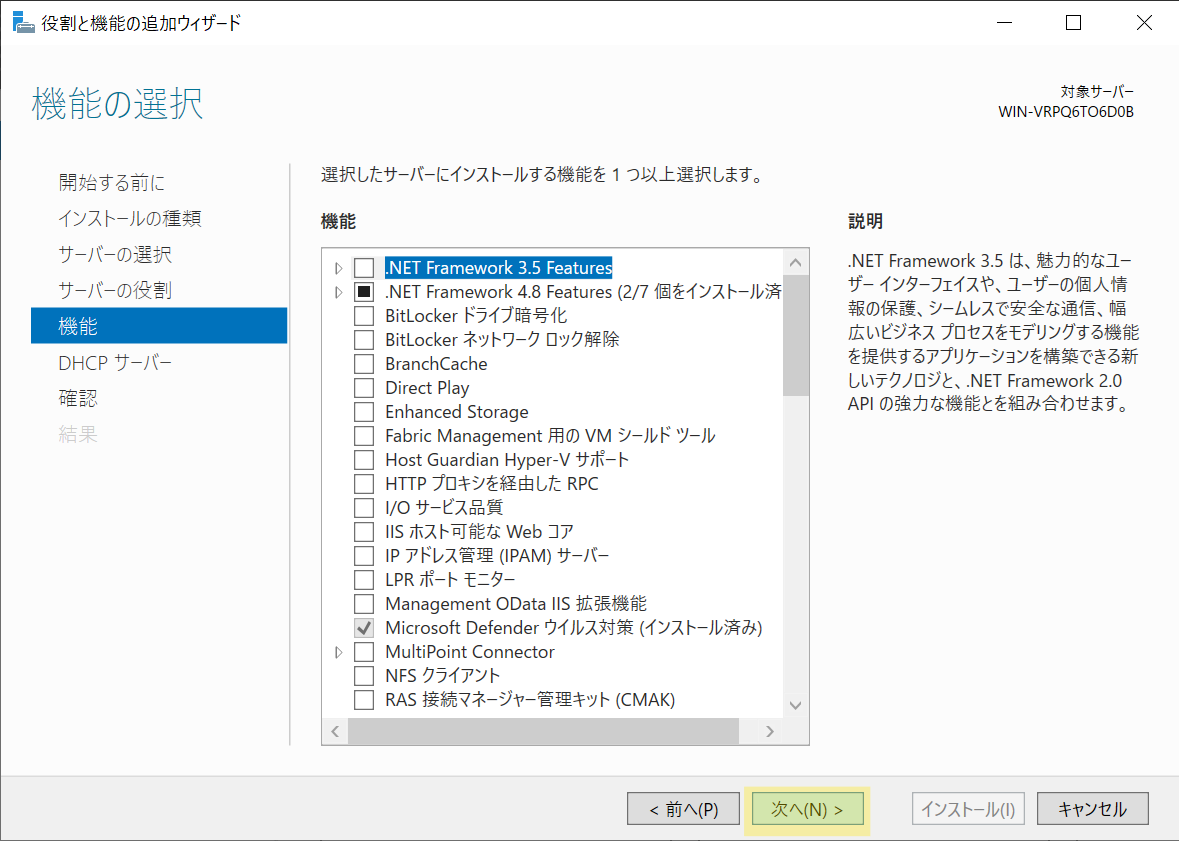 役割と機能の追加ウィザード
機能の選択
対象サーバー
WIN-VRPQ6TO6D0B
開始する前に
インストールの種類
サーバーの選択
サーバーの役割
機能
DHCP サーバー
確認
結果
選択したサーバーにインストールする機能を 1 つ以上選択します。
機能
.NET Framework 3.5 Features
.NET Framework 4.8 Features (2/7 個をインストール済
BitLocker ドライブ暗号化
BitLocker ネットワーク ロック解除
BranchCache
Direct Play
Enhanced Storage
Fabric Management 用の VM シールド ツール
Host Guardian Hyper-V サポート
HTTP プロキシを経由した RPC
I/O サービス品質
IIS ホスト可能な Web コア
IP アドレス管理 (IPAM) サーバー
LPR ポート モニター
Management OData IIS 拡張機能
Microsoft Defender ウイルス対策 (インストール済み)
MultiPoint Connector
NFS クライアント
RAS 接続マネージャー管理キット (CMAK)
説明
.NET Framework 3.5 は、魅力的なユー
ザー インターフェイスや、ユーザーの個人情
報の保護、シームレスで安全な通信、幅
広いビジネス プロセスをモデリングする機能
を提供するアプリケーションを構築できる新
しいテクノロジと、.NET Framework 2.0
API の強力な機能とを組み合わせます。
< 前へ(P)
次へ(N) >
インストール(I)
キャンセル